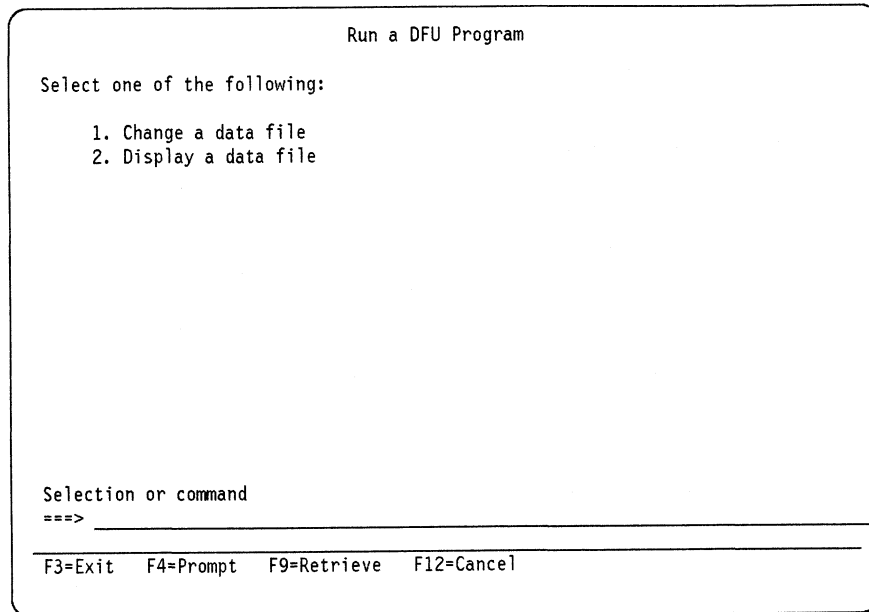 Run a DFU Program
Select one of the following:
1. Change a data file
2. Display a data file
Selection or command
===>
F3=Exit F4=Prompt F9=Retrieve F12=Cancel